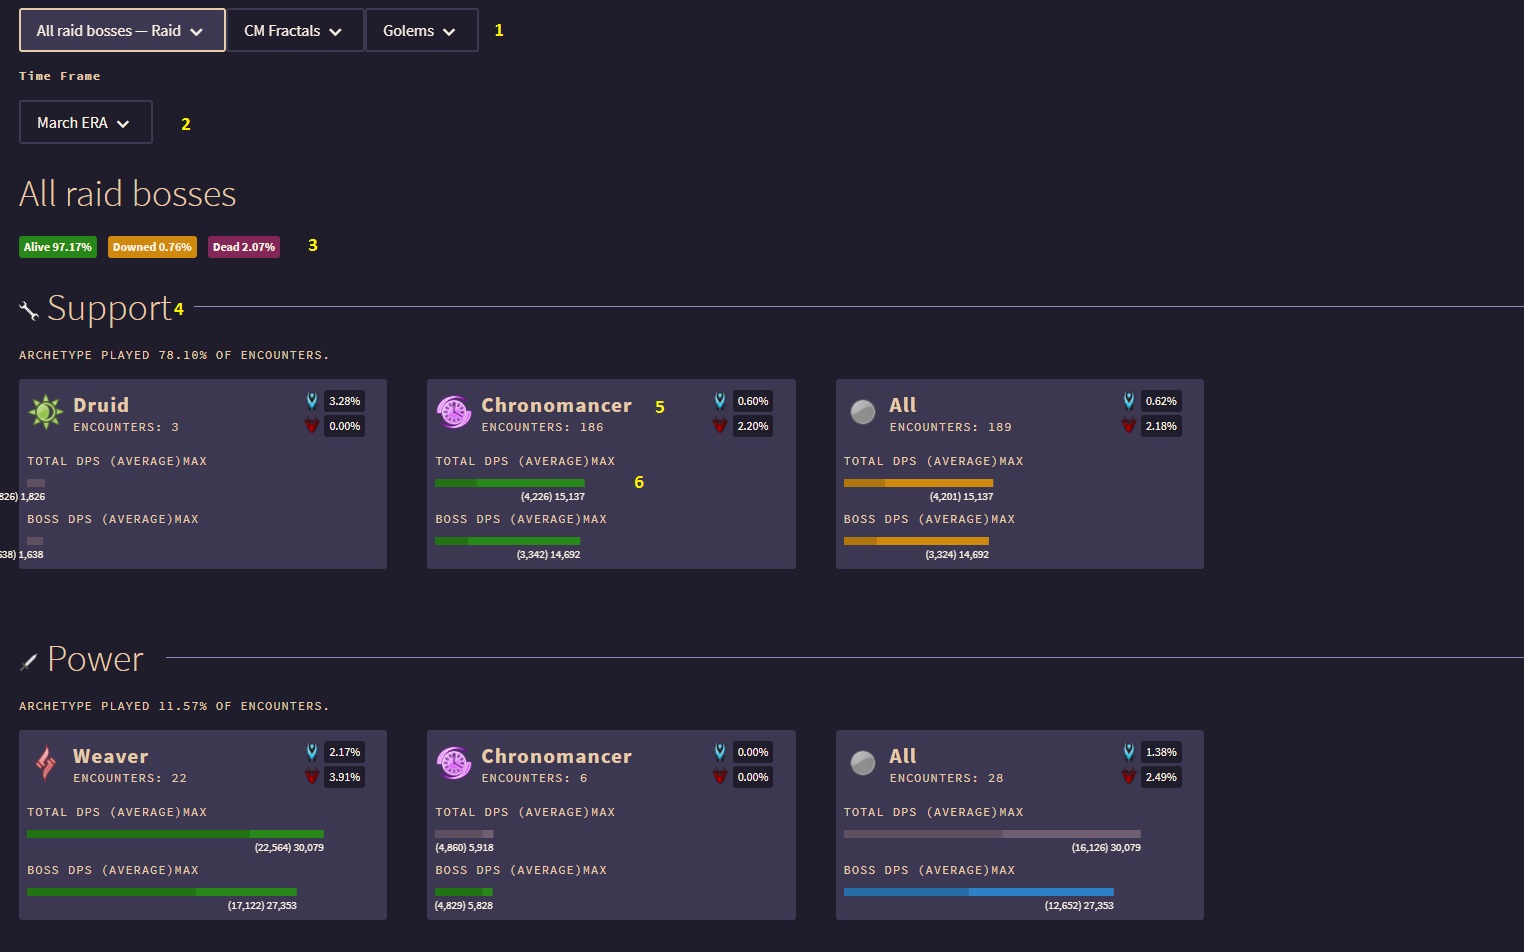 All raid bosses — Raid CM Fractals Golems 1
Time Frame
March ERA 2
All raid bosses
Alive 97.17% Downed 0.76% Dead 2.07% 3
Support 4
ARCHETYPE PLAYED 78.10% OF ENCOUNTERS.
Druid 3.28%
ENCOUNTERS: 3 0.00%
TOTAL DPS (AVERAGE)MAX
826) 1,826
BOSS DPS (AVERAGE)MAX
638) 1,638
Chronomancer 5 0.60%
ENCOUNTERS: 186 2.20%
TOTAL DPS (AVERAGE)MAX
6
(4,226) 15,137
BOSS DPS (AVERAGE)MAX
(3,342) 14,692
All 0.62%
ENCOUNTERS: 189 2.18%
TOTAL DPS (AVERAGE)MAX
(4,201) 15,137
BOSS DPS (AVERAGE)MAX
(3,324) 14,692
Power
ARCHETYPE PLAYED 11.57% OF ENCOUNTERS.
Weaver 2.17%
ENCOUNTERS: 22 3.91%
TOTAL DPS (AVERAGE)MAX
(22,564) 30,079
BOSS DPS (AVERAGE)MAX
(17,122) 27,353
Chronomancer 0.00%
ENCOUNTERS: 6 0.00%
TOTAL DPS (AVERAGE)MAX
(4,860) 5,918
BOSS DPS (AVERAGE)MAX
(4,829) 5,828
All 1.38%
ENCOUNTERS: 28 2.49%
TOTAL DPS (AVERAGE)MAX
(16,126) 30,079
BOSS DPS (AVERAGE)MAX
(12,652) 27,353